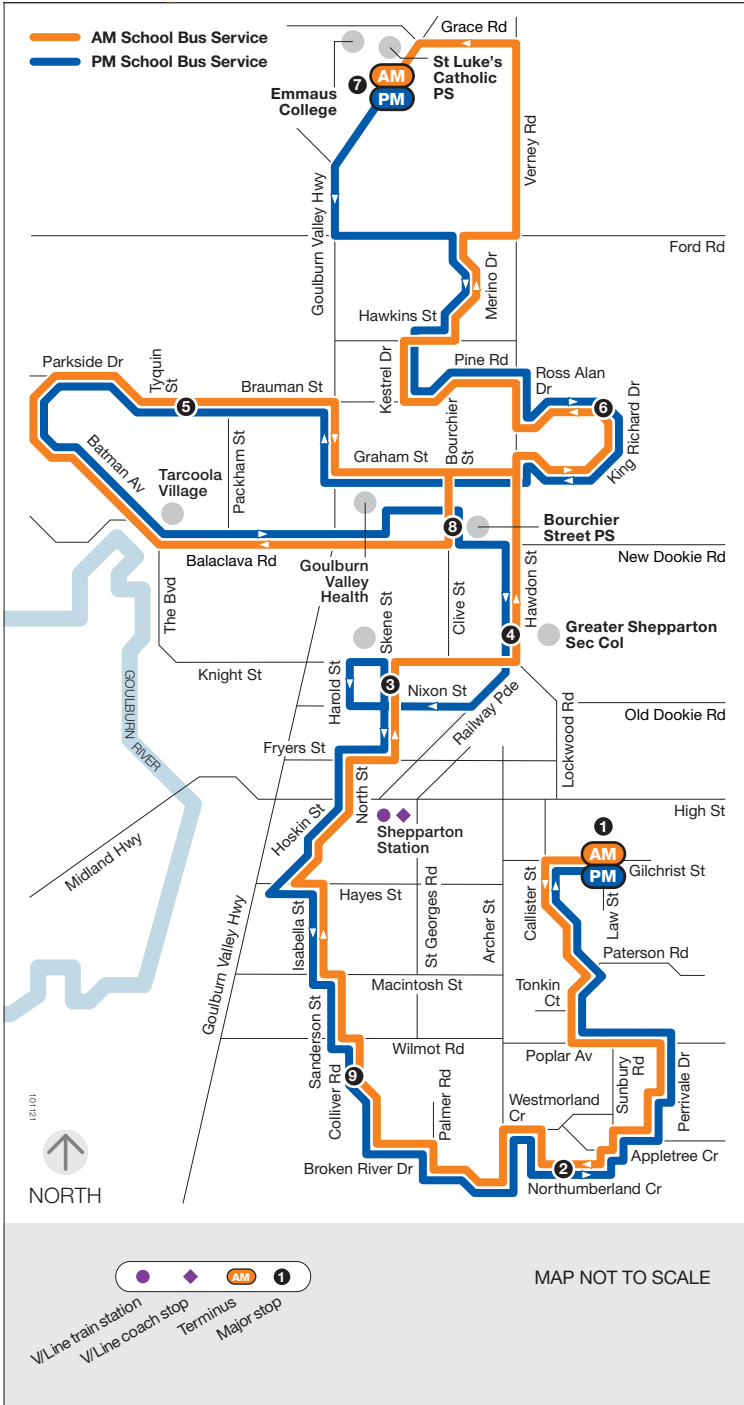 AM School Bus Service
PM School Bus Service
Grace Rd
St Luke's
Catholic
PS
7
AM
PM
Emmaus
College
Verney Rd
Goulburn Valley Hwy
Ford Rd
Merino Dr
Hawkins St
Kestrel Dr
Pine Rd
Ross Alan
Dr
Parkside Dr
Tyquin
St
5
Brauman St
6
King Richard Dr
Bourchier
St
Graham St
Batman Av
Packham St
Tarcoola
Village
8
Bourchier
Street PS
Balaclava Rd
Goulburn
Valley
Health
New Dookie Rd
Hawdon St
The Bvd
Skene St
Clive St
4
Greater Shepparton
Sec Col
Knight St
Harold St
3
Nixon St
Railway Pde
Lockwood Rd
Old Dookie Rd
GOULBURN
RIVER
Fryers St
North St
High St
Hoskin St
Shepparton
Station
Midland Hwy
1
AM
PM
Gilchrist St
Callister St
Law St
Hayes St
Isabella St
St Georges Rd
Archer St
Goulburn Valley Hwy
Paterson Rd
Macintosh St
Tonkin
Ct
Sanderson St
Wilmot Rd
Poplar Av
Sunbury
Rd
Perrivale Dr
9
Colliver Rd
Palmer Rd
Westmorland
Cr
101121
Broken River Dr
2
Appletree Cr
Northumberland Cr
NORTH
AM
1
V/Line train station
V/Line coach stop
Terminus
Major stop
MAP NOT TO SCALE